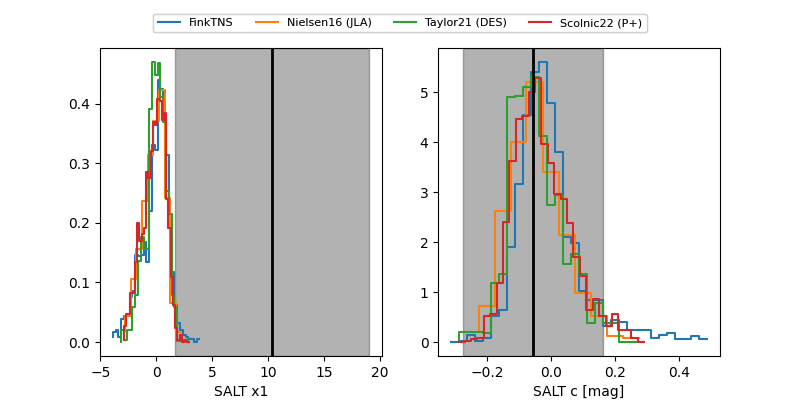 FinkTNS Nielsen16 (JLA) Taylor21 (DES) Scolnic22 (P+)
0.4
0.3
0.2
0.1
0.0
−5 0 5 10 15 20
SALT x1
5
4
3
2
1
0
−0.2 0.0 0.2 0.4
SALT c [mag]